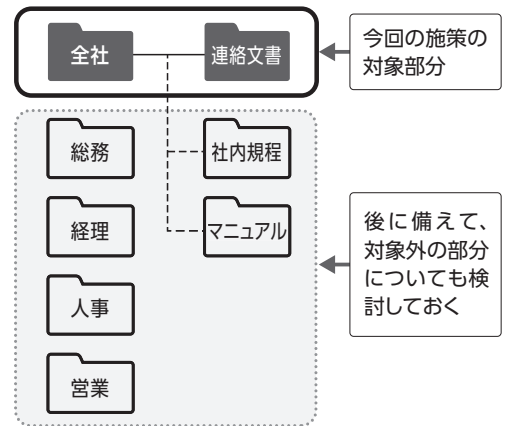 全社
連絡文書
今回の施策の
対象部分
総務
社内規程
経理
マニュアル
人事
営業
後に備えて、
対象外の部分
についても検
討しておく